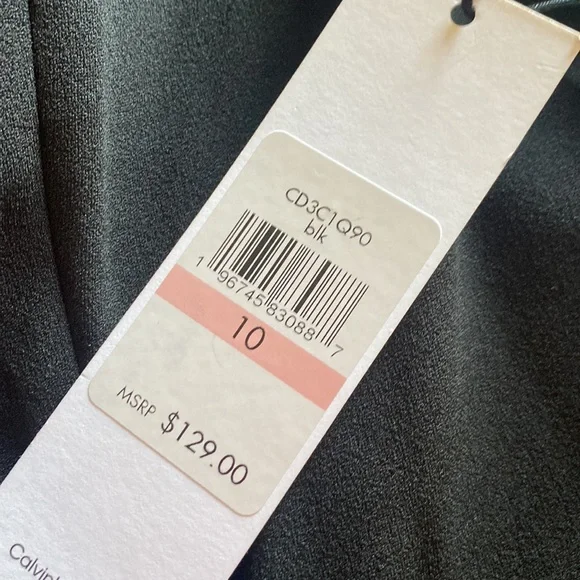 CD3C1Q90
blk
1 96745 83088 7
10
MSRP $129.00
Calvin